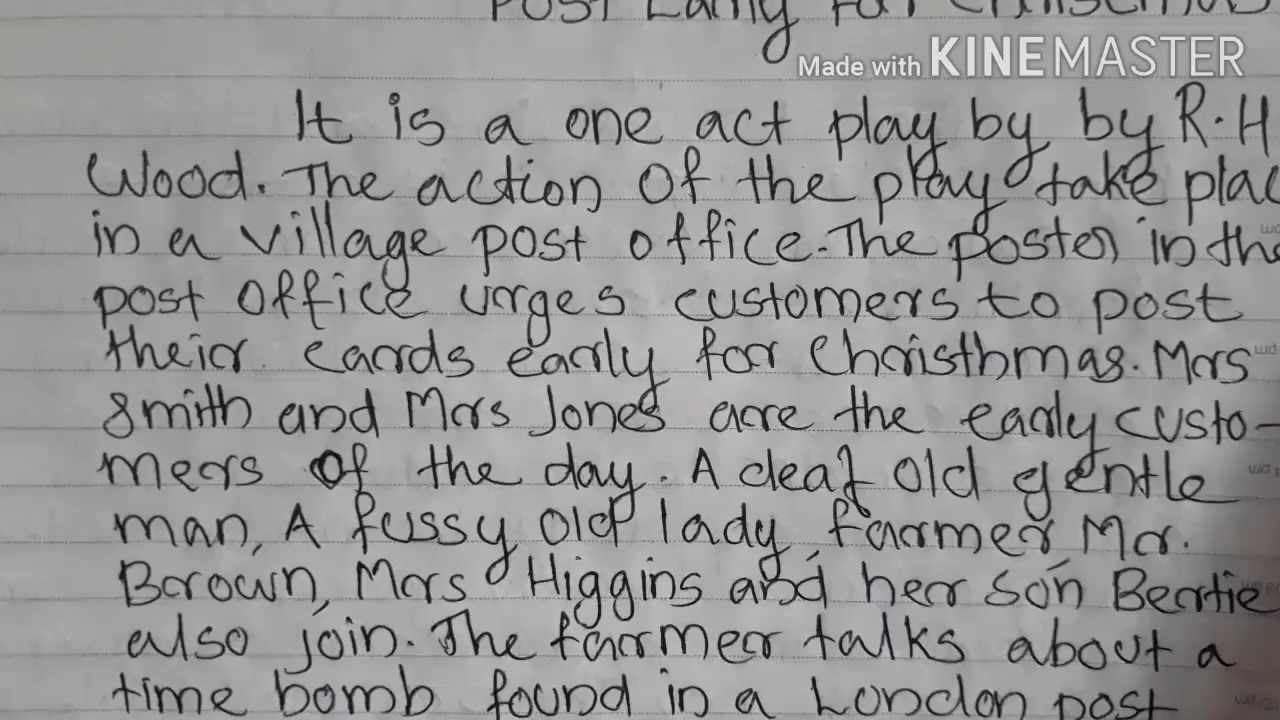 Post Early for Christmas
Made with KINEMASTER
It is a one act play by by R.H
Wood. The action of the play take plac
in a village post office. The poster in the
post office urges customers to post
their cards early for Christhmas. Mrs
Smith and Mrs Jones are the early custo-
mers of the day. A deaf old gentle
man, A fussy old lady, farmer Mr.
Brown, Mrs Higgins and her son Bertie
also join. The farmer talks about a
time bomb found in a London post